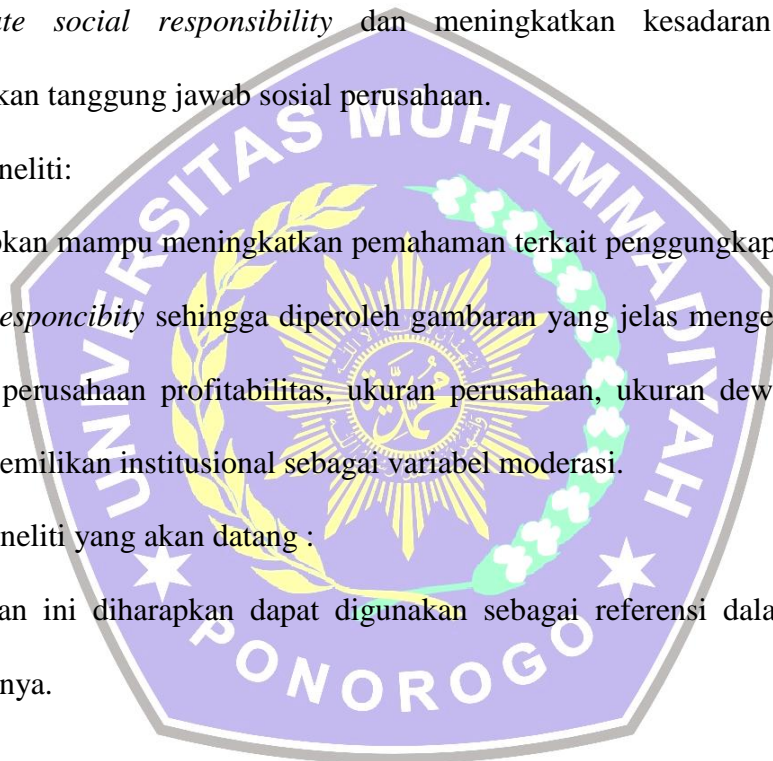 ate social responsibility dan meningkatkan kesadaran
kan tanggung jawab sosial perusahaan.
neliti:
pkan mampu meningkatkan pemahaman terkait penggungkap
esponcibity sehingga diperoleh gambaran yang jelas menge
perusahaan profitabilitas, ukuran perusahaan, ukuran dew
emilikan institusional sebagai variabel moderasi.
neliti yang akan datang :
an ini diharapkan dapat digunakan sebagai referensi dala
nya.
UNIVERSITAS MUHAMMADIYAH
PONOROGO